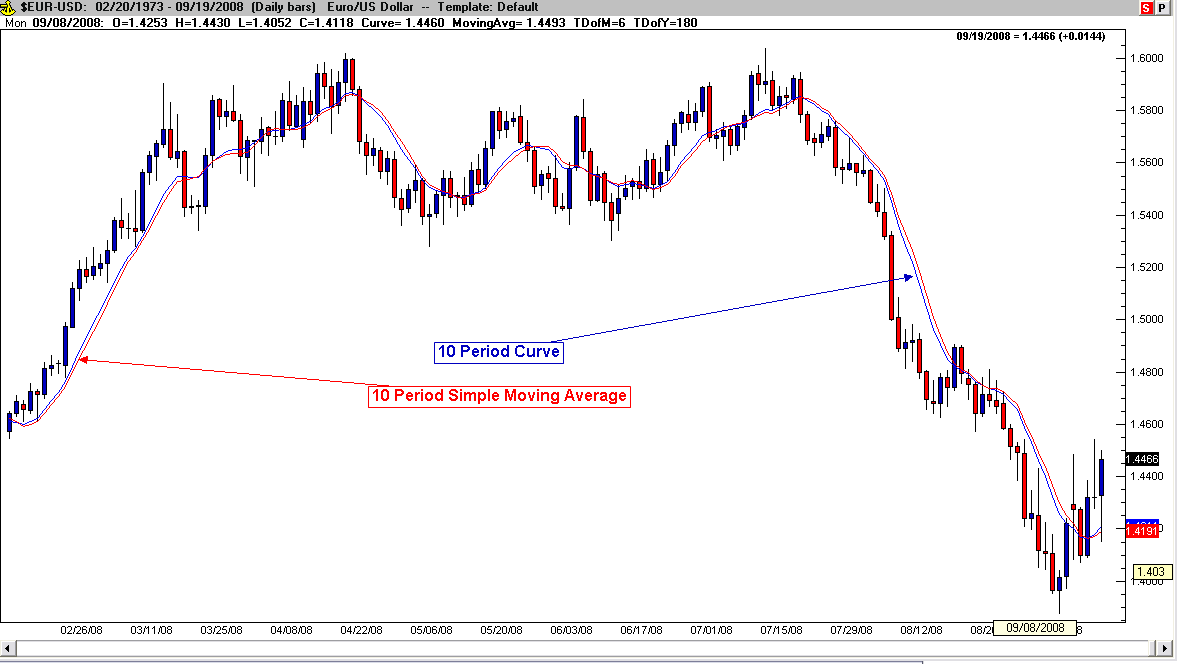 $EUR-USD: 02/20/1973 - 09/19/2008 (Daily bars) Euro/US Dollar -- Template: Default
S P
Mon 09/08/2008: O=1.4253 H=1.4430 L=1.4052 C=1.4118 Curve= 1.4460 MovingAvg= 1.4493 TDofM=6 TDofY=180
09/19/2008 = 1.4466 (+0.0144)
1.6000
1.5800
1.5600
1.5400
1.5200
1.5000
10 Period Curve
1.4800
10 Period Simple Moving Average
1.4600
1.4466
1.4400
1.4191
1.403
1.4000
02/26/08 03/11/08 03/25/08 04/08/08 04/22/08 05/06/08 05/20/08 06/03/08 06/17/08 07/01/08 07/15/08 07/29/08 08/12/08 09/08/2008